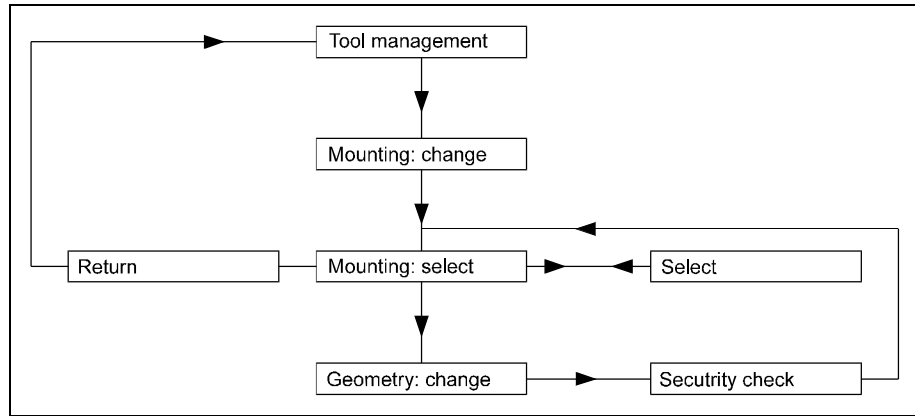 Tool management
Mounting: change
Return
Mounting: select
Select
Geometry: change
Secutrity check